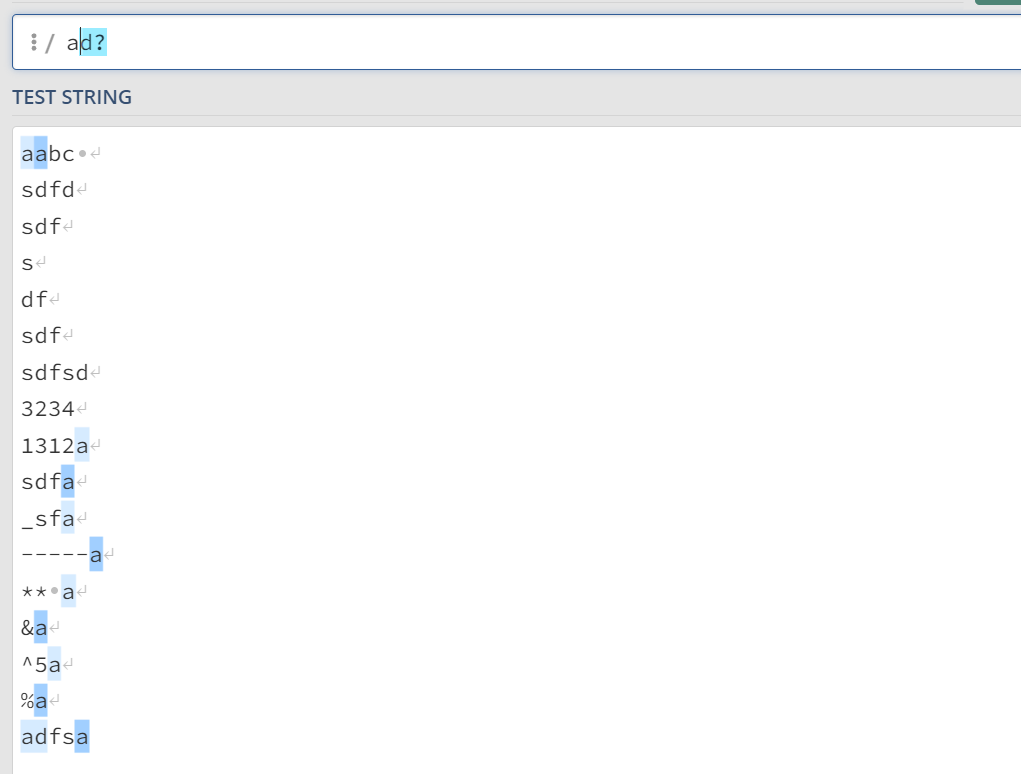 / ad?
TEST STRING
aabc
sdfd
sdf
s
df
sdf
sdfsd
3234
1312a
sdfa
_sfa
-----a
** a
&a
^5a
%a
adfsa